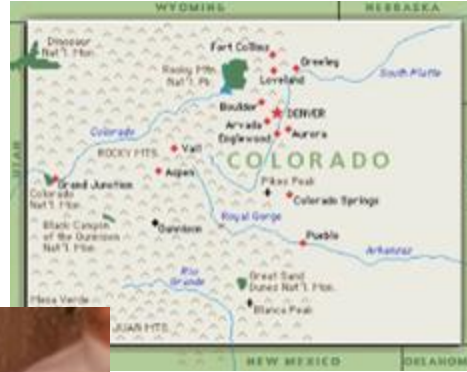 WYOMING
NEBRASKA
Dinosaur
Nat'l. Mon.
Fort Collins
Greeley
Rocky Mtn.
Nat'l. Pk.
Loveland
South Platte
Boulder
DENVER
Arvada
Englewood
Aurora
Colorado
ROCKY MTS.
Vail
COLORADO
UTAH
Aspen
Grand Junction
Colorado
Nat'l. Mon.
Pikes Peak
Colorado Springs
Black Canyon
of the Gunnison
Nat'l. Mon.
Gunnison
Royal Gorge
Pueblo
Arkansas
Rio
Grande
Great Sand
Dunes Nat'l. Mon.
Mesa Verde
Blanca Peak
JUAN MTS.
NEW MEXICO
OKLAHOM